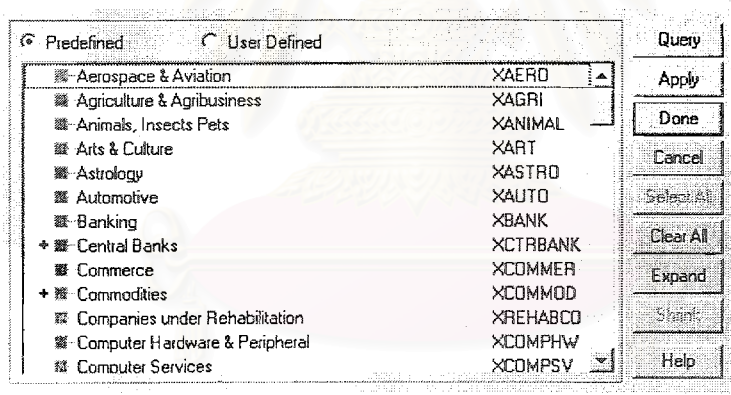 Predefined User Defined
Aerospace & Aviation XAERO
Agriculture & Agribusiness XAGRI
Animals, Insects Pets XANIMAL
Arts & Culture XART
Astrology XASTRO
Automotive XAUTO
Banking XBANK
+ Central Banks XCTRBANK
Commerce XCOMMER
+ Commodities XCOMMOD
Companies under Rehabilitation XREHABCO
Computer Hardware & Peripheral XCOMPHW
Computer Services XCOMPSV
Query
Apply
Done
Cancel
Select All
Clear All
Expand
Shrink
Help